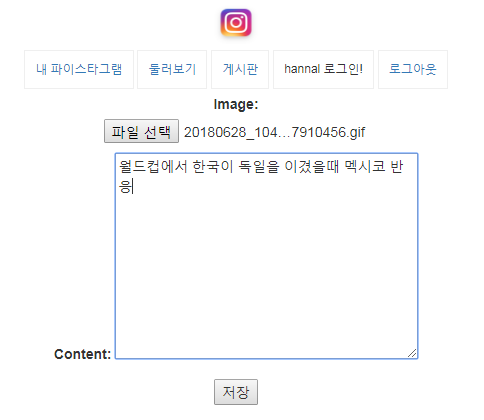 내 파이스타그램 둘러보기 게시판 hannal 로그인! 로그아웃
Image:
파일 선택 20180628_104…7910456.gif
월드컵에서 한국이 독일을 이겼을때 멕시코 반
응
Content:
저장